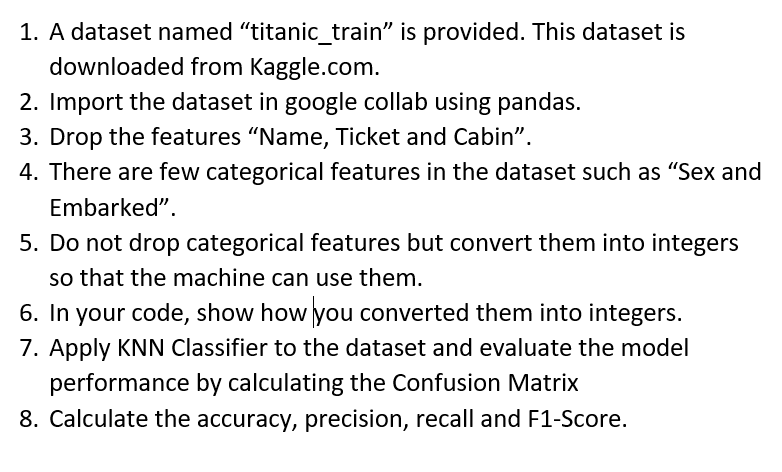 1. A dataset named “titanic_train” is provided. This dataset is
downloaded from Kaggle.com.
2. Import the dataset in google collab using pandas.
3. Drop the features “Name, Ticket and Cabin”.
4. There are few categorical features in the dataset such as “Sex and
Embarked”.
5. Do not drop categorical features but convert them into integers
so that the machine can use them.
6. In your code, show how you converted them into integers.
7. Apply KNN Classifier to the dataset and evaluate the model
performance by calculating the Confusion Matrix
8. Calculate the accuracy, precision, recall and F1-Score.